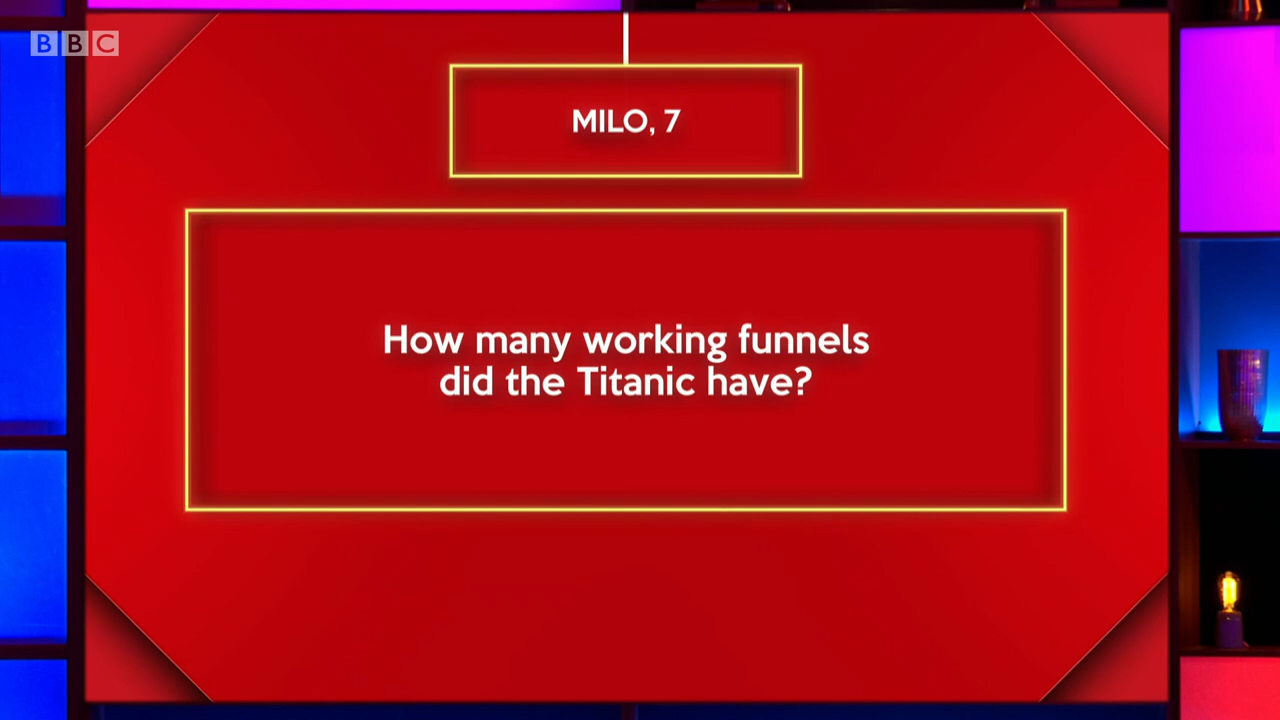 BBC
MILO, 7
How many working funnels
did the Titanic have?